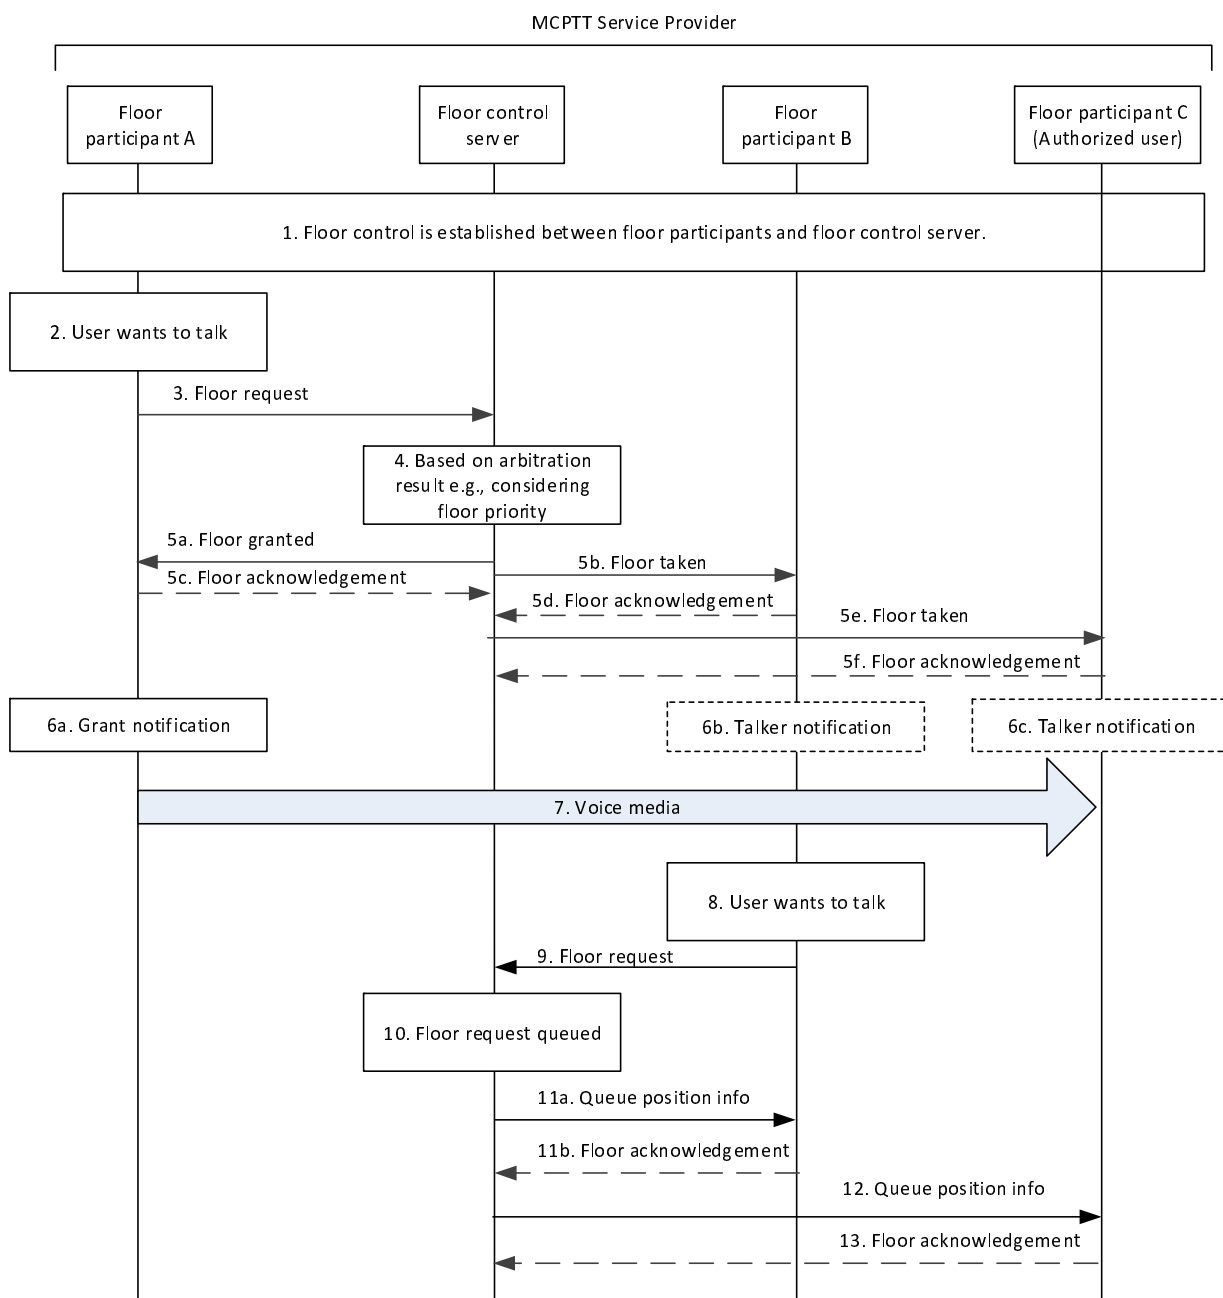 MCPTT Service Provider
Floor
participant A
Floor control
server
Floor
participant B
Floor participant C
(Authorized user)
1. Floor control is established between floor participants and floor control server.
2. User wants to talk
3. Floor request
4. Based on arbitration
result e.g., considering
floor priority
5a. Floor granted
5b. Floor taken
5c. Floor acknowledgement
5d. Floor acknowledgement
5e. Floor taken
5f. Floor acknowledgement
6a. Grant notification
6b. Talker notification
6c. Talker notification
7. Voice media
8. User wants to talk
9. Floor request
10. Floor request queued
11a. Queue position info
11b. Floor acknowledgement
12. Queue position info
13. Floor acknowledgement